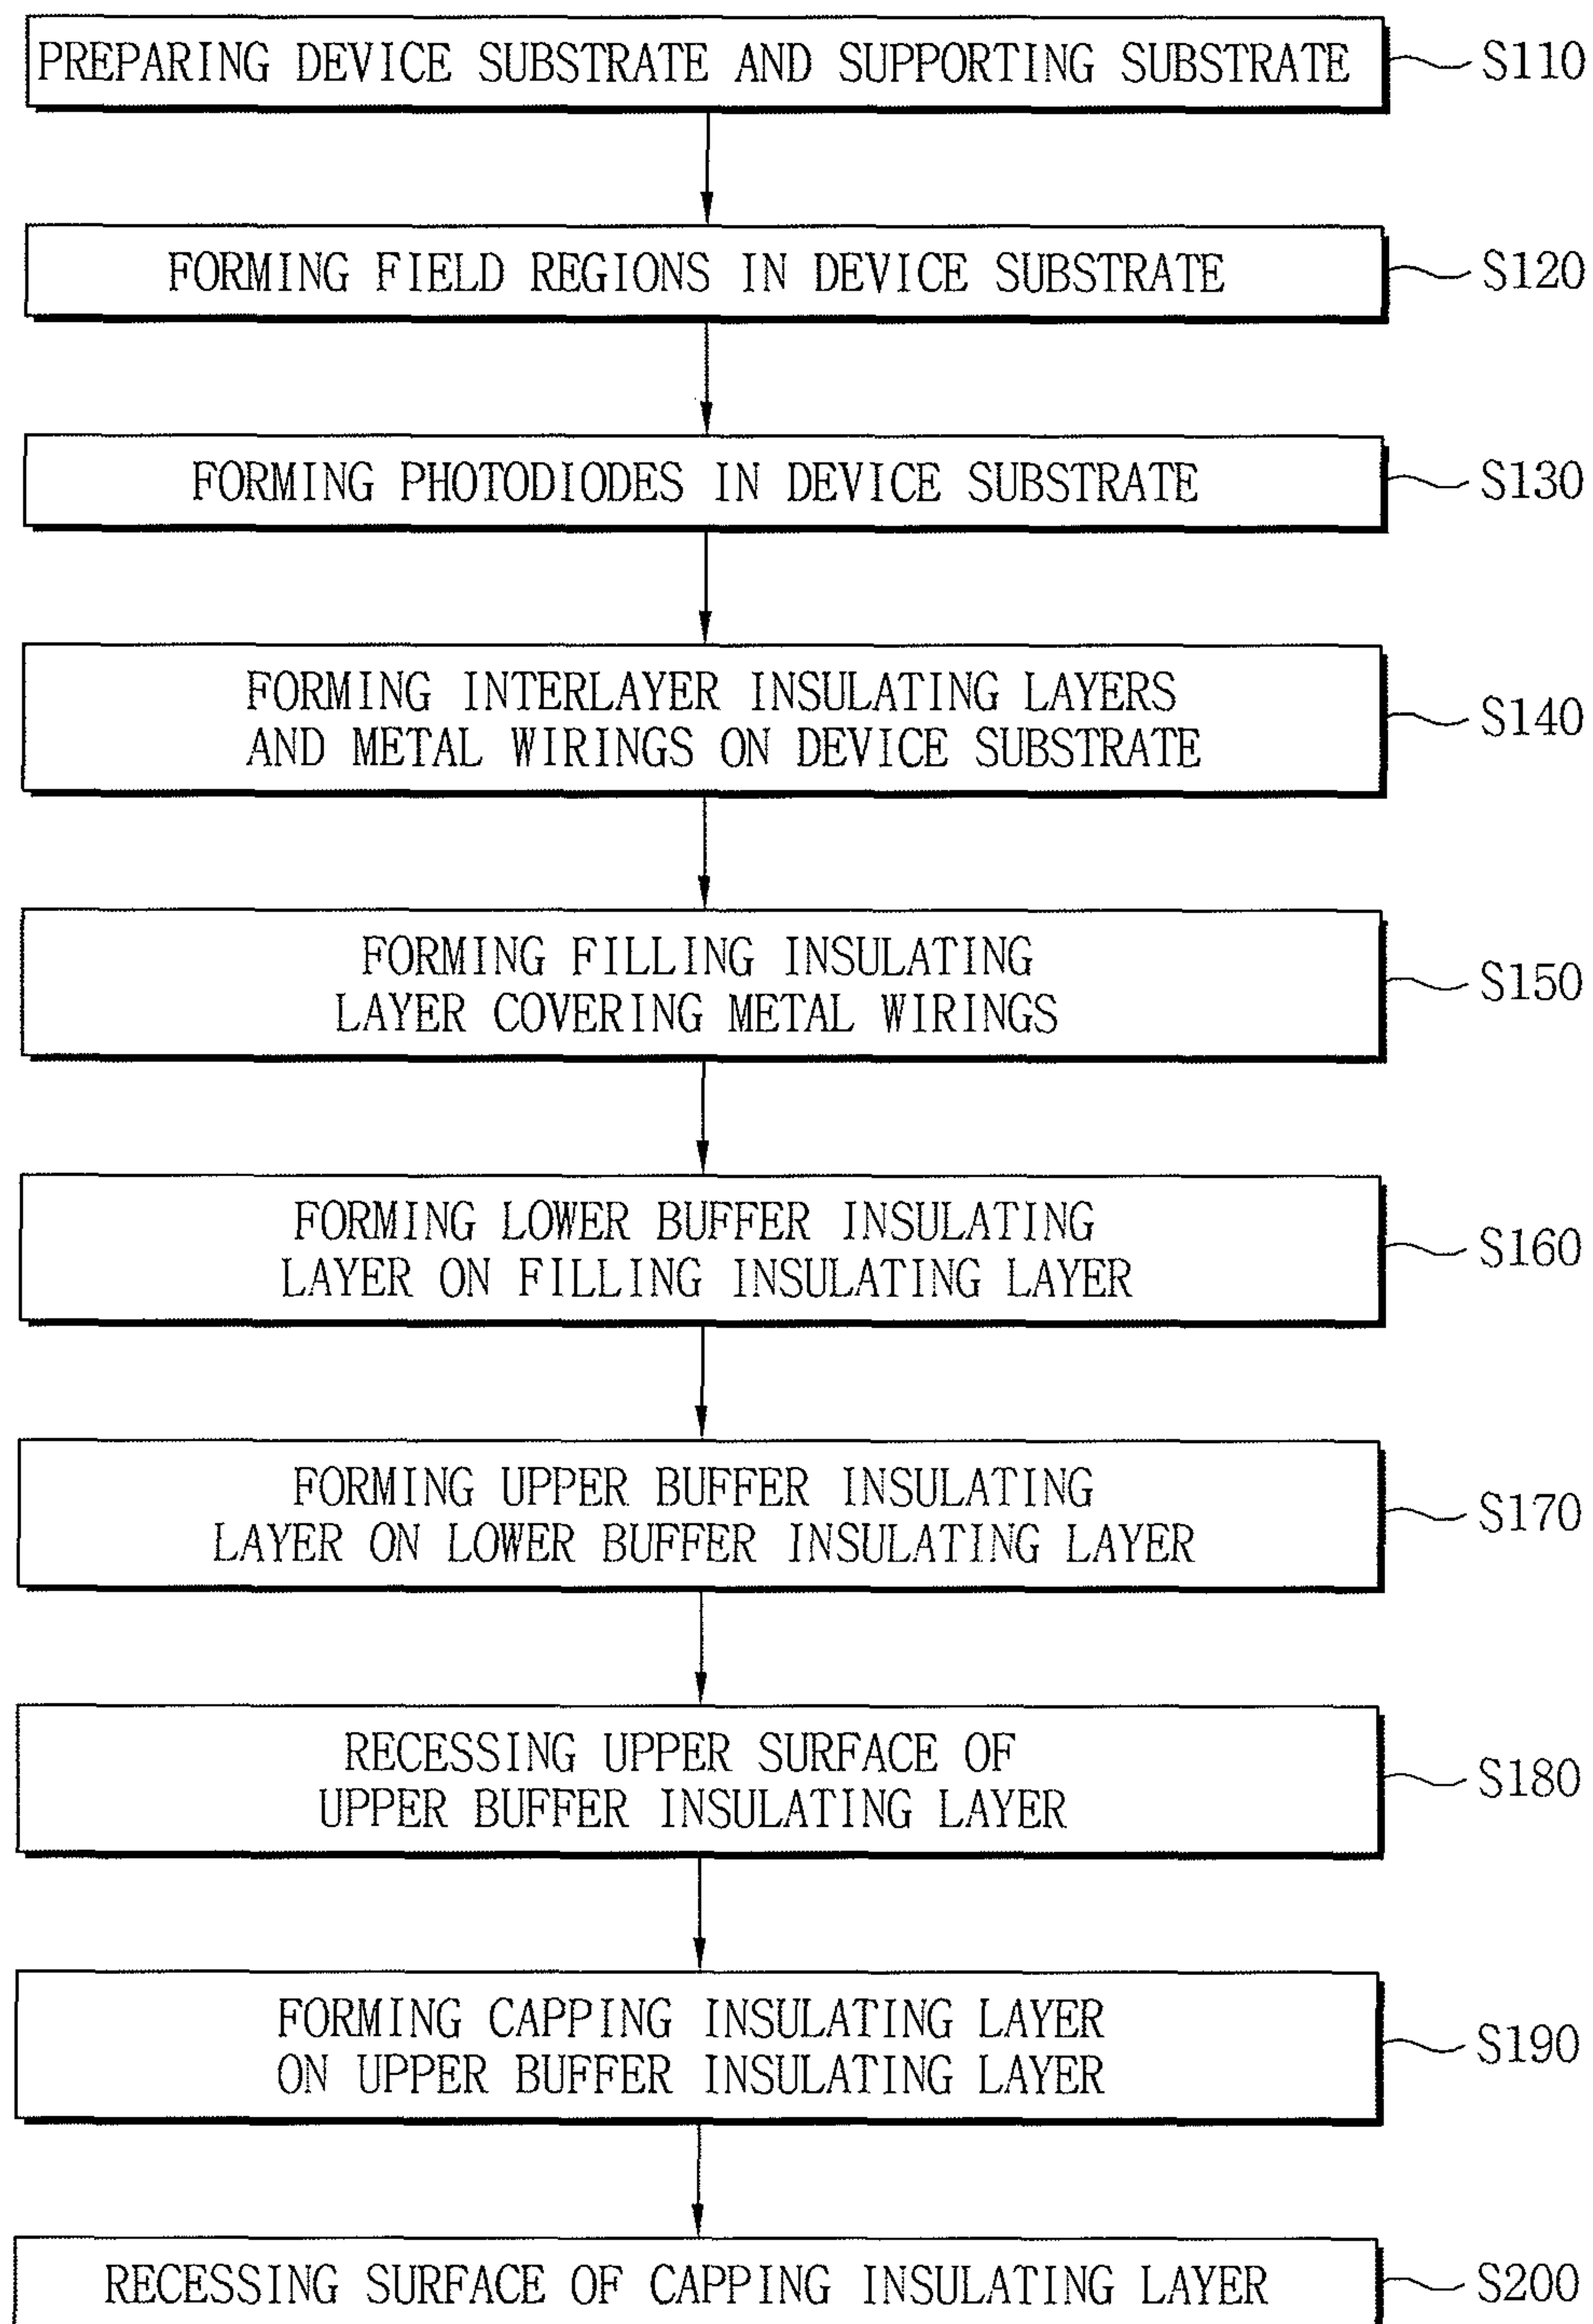 PREPARING DEVICE SUBSTRATE AND SUPPORTING SUBSTRATE
S110
FORMING FIELD REGIONS IN DEVICE SUBSTRATE
S120
FORMING PHOTODIODES IN DEVICE SUBSTRATE
S130
FORMING INTERLAYER INSULATING LAYERS
AND METAL WIRINGS ON DEVICE SUBSTRATE
S140
FORMING FILLING INSULATING
LAYER COVERING METAL WIRINGS
S150
FORMING LOWER BUFFER INSULATING
LAYER ON FILLING INSULATING LAYER
S160
FORMING UPPER BUFFER INSULATING
LAYER ON LOWER BUFFER INSULATING LAYER
S170
RECESSING UPPER SURFACE OF
UPPER BUFFER INSULATING LAYER
S180
FORMING CAPPING INSULATING LAYER
ON UPPER BUFFER INSULATING LAYER
S190
RECESSING SURFACE OF CAPPING INSULATING LAYER
S200